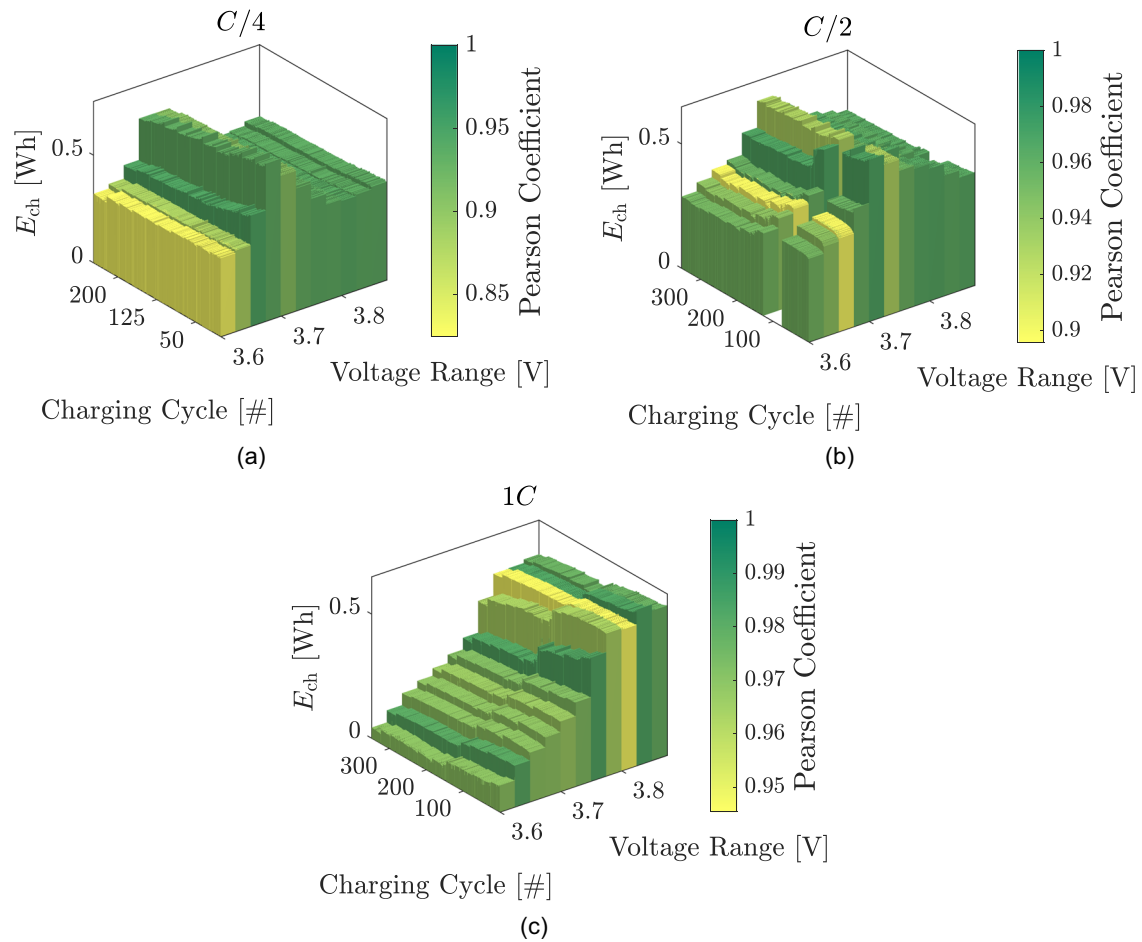 C/4
E_ch [Wh]
0.5
0
200
125
50
3.6
3.7
3.8
Charging Cycle [#]
Voltage Range [V]
1
0.95
0.9
0.85
Pearson Coefficient
(a)
C/2
E_ch [Wh]
0.5
0
300
200
100
3.6
3.7
3.8
Charging Cycle [#]
Voltage Range [V]
1
0.98
0.96
0.94
0.92
0.9
Pearson Coefficient
(b)
1C
E_ch [Wh]
0.5
0
300
200
100
3.6
3.7
3.8
Charging Cycle [#]
Voltage Range [V]
1
0.99
0.98
0.97
0.96
0.95
Pearson Coefficient
(c)